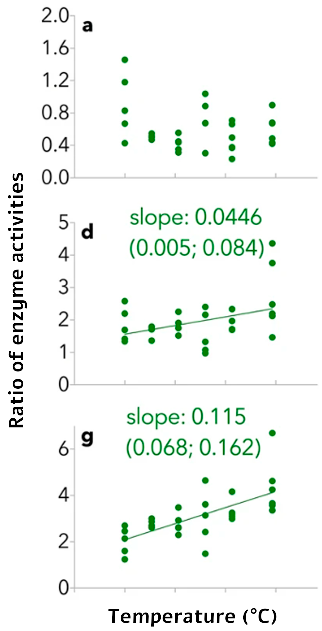 2.0
a
1.6
1.2
0.8
0.4
0.0
Ratio of enzyme activities
5
d
slope: 0.0446
(0.005; 0.084)
4
3
2
1
0
g
slope: 0.115
(0.068; 0.162)
6
4
2
0
Temperature (°C)